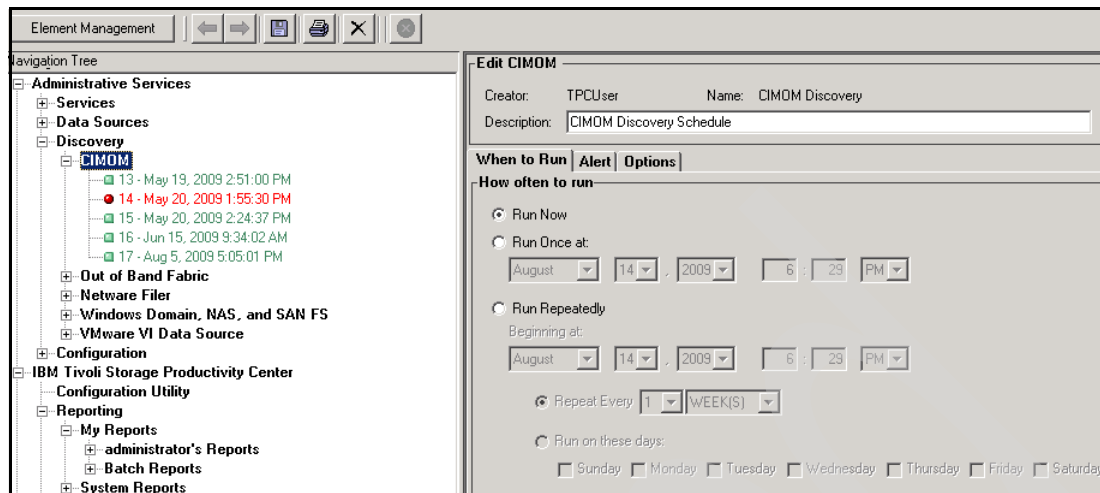 Element Management
Navigation Tree
Administrative Services
Services
Data Sources
Discovery
CIMOM
13 - May 19, 2009 2:51:00 PM
14 - May 20, 2009 1:55:30 PM
15 - May 20, 2009 2:24:37 PM
16 - Jun 15, 2009 9:34:02 AM
17 - Aug 5, 2009 5:05:01 PM
Out of Band Fabric
Netware Filer
Windows Domain, NAS, and SAN FS
VMware VI Data Source
Configuration
IBM Tivoli Storage Productivity Center
Configuration Utility
Reporting
My Reports
administrator's Reports
Batch Reports
System Reports
Edit CIMOM
Creator: TPCUser Name: CIMOM Discovery
Description: CIMOM Discovery Schedule
When to Run Alert Options
How often to run
Run Now
Run Once at:
August 14 , 2009 6 : 29 PM
Run Repeatedly
Beginning at:
August 14 , 2009 6 : 29 PM
Repeat Every 1 WEEK(S)
Run on these days:
Sunday Monday Tuesday Wednesday Thursday Friday Saturday